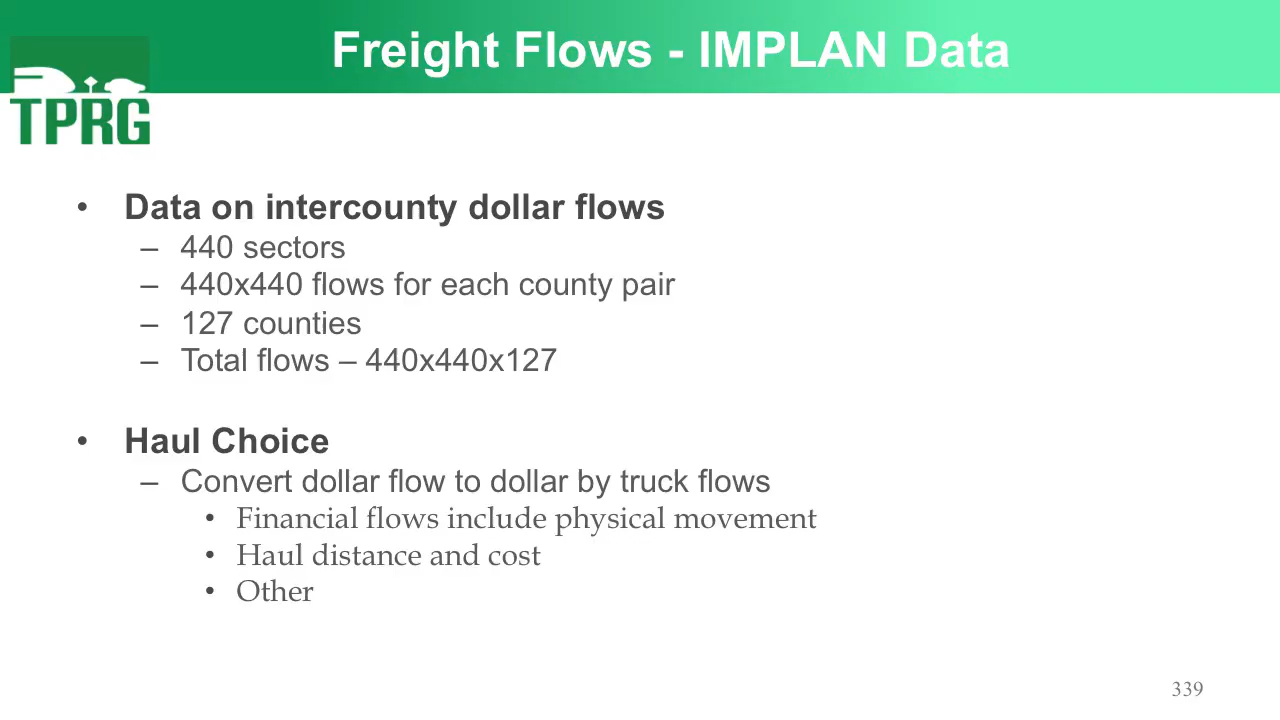 Freight Flows - IMPLAN Data
TPRG
• Data on intercounty dollar flows
– 440 sectors
– 440x440 flows for each county pair
– 127 counties
– Total flows – 440x440x127
• Haul Choice
– Convert dollar flow to dollar by truck flows
• Financial flows include physical movement
• Haul distance and cost
• Other
339